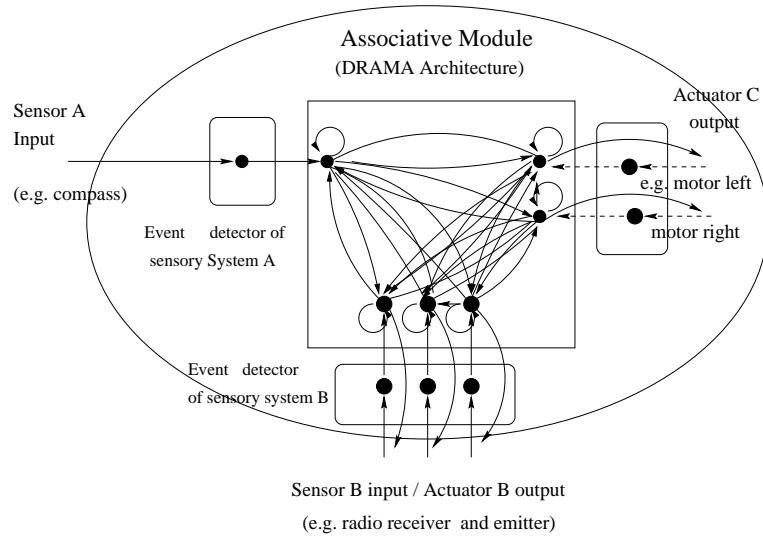 Associative Module
(DRAMA Architecture)
Sensor A
Input
(e.g. compass)
Actuator C
output
e.g. motor left
motor right
Event detector of
sensory System A
Event detector
of sensory system B
Sensor B input / Actuator B output
(e.g. radio receiver and emitter)